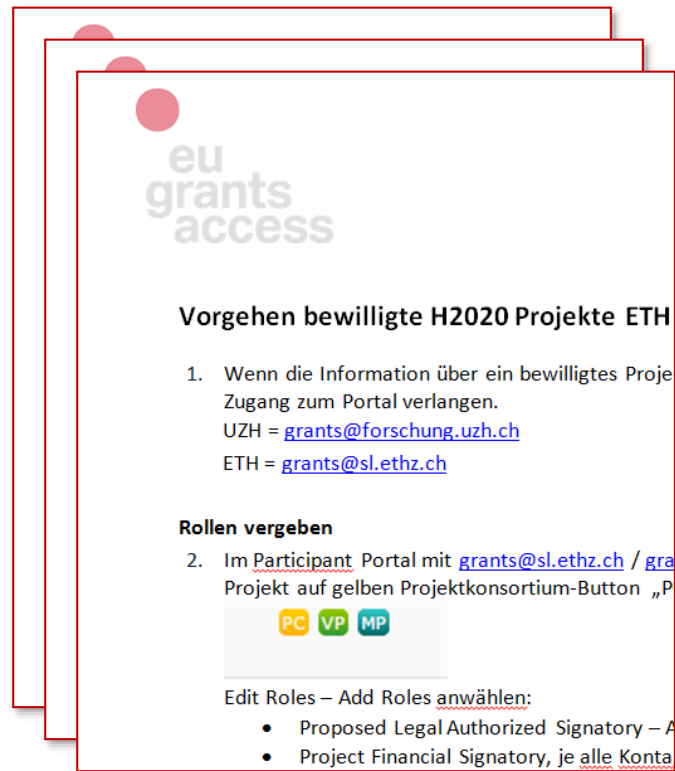 eu
grants
access
Vorgehen bewilligte H2020 Projekte ETH
1. Wenn die Information über ein bewilligtes Proje
Zugang zum Portal verlangen.
UZH = grants@forschung.uzh.ch
ETH = grants@sl.ethz.ch
Rollen vergeben
2. Im Participant Portal mit grants@sl.ethz.ch / gra
Projekt auf gelben Projektkonsortium-Button „P
PC VP MP
Edit Roles – Add Roles anwählen:
• Proposed Legal Authorized Signatory – A
• Project Financial Signatory, je alle Konta